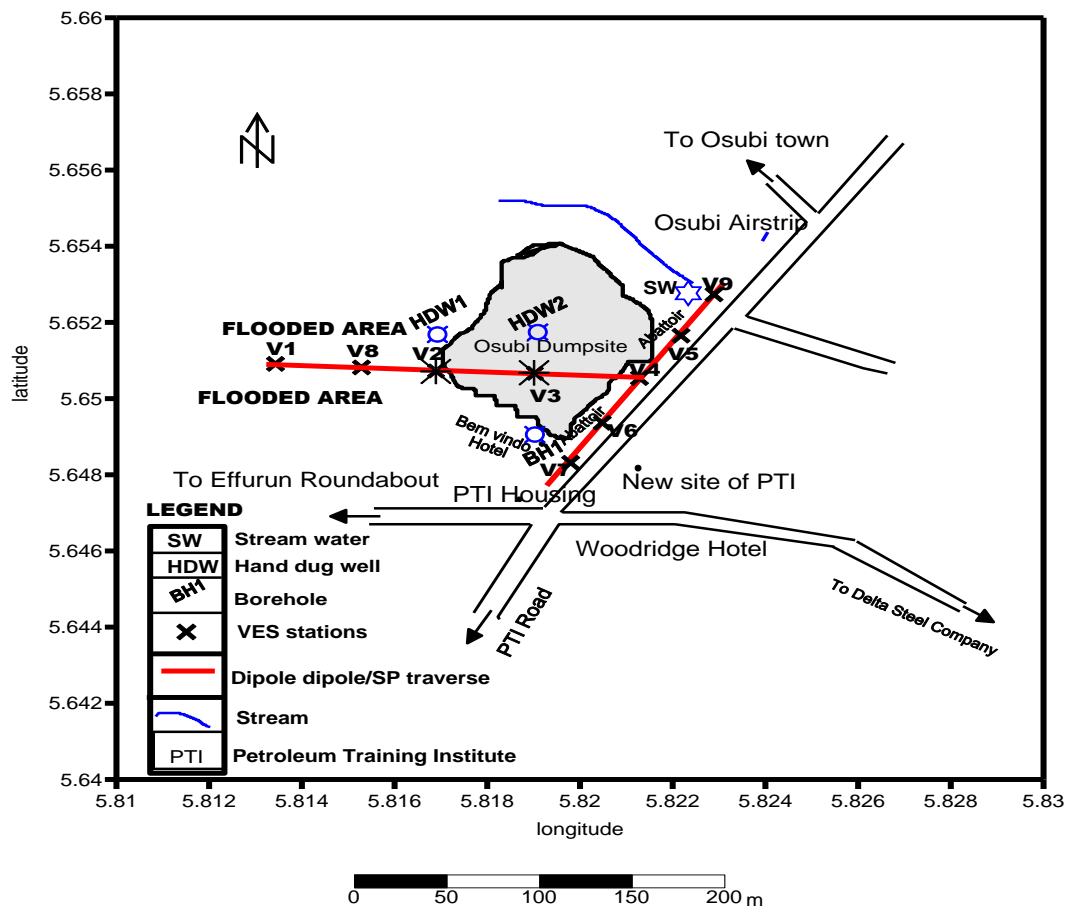 5.66
5.658
5.656
5.654
5.652
5.65
5.648
5.646
5.644
5.642
5.64
latitude
N
To Osubi town
Osubi Airstrip
SW
V9
HDW1
HDW2
FLOODED AREA
V1
V8
V2
Osubi Dumpsite
Abattoir
V5
V3
V4
FLOODED AREA
Bem vindo
Hotel
BH1
Abattoir
V6
V7
To Effurun Roundabout
PTI Housing
New site of PTI
Woodridge Hotel
PTI Road
To Delta Steel Company
LEGEND
SW Stream water
HDW Hand dug well
BH1 Borehole
VES stations
Dipole dipole/SP traverse
Stream
PTI Petroleum Training Institute
5.81 5.812 5.814 5.816 5.818 5.82 5.822 5.824 5.826 5.828 5.83
longitude
0 50 100 150 200 m